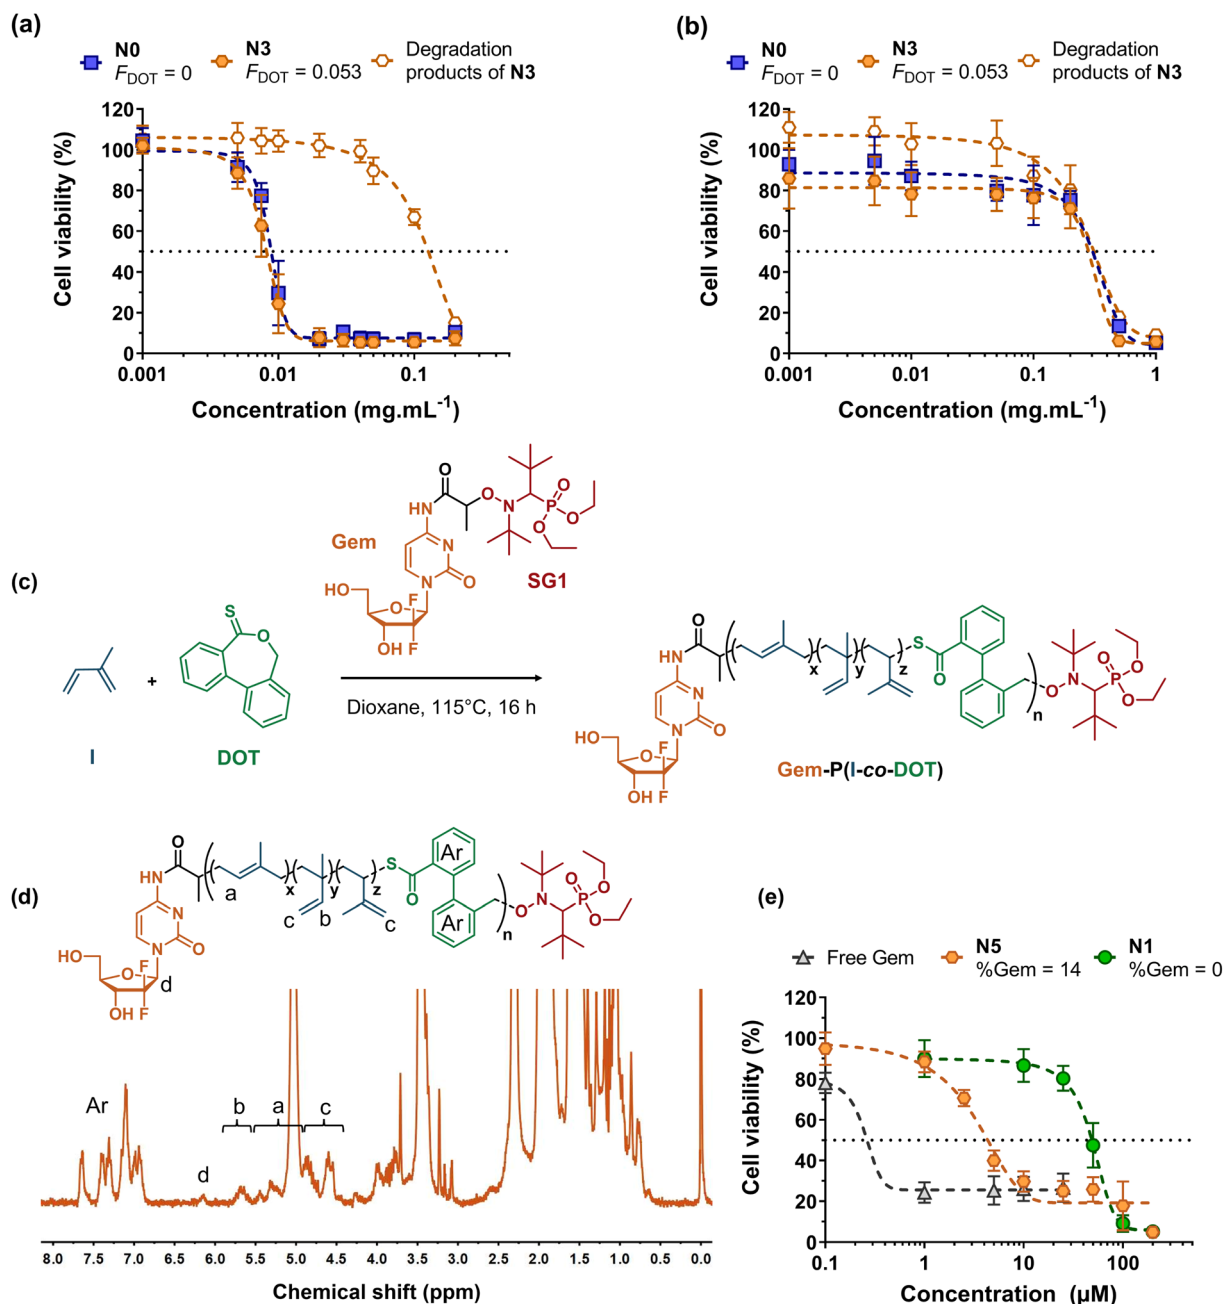 (a)
N0
F_DOT = 0
N3
F_DOT = 0.053
Degradation
products of N3
Cell viability (%)
120
100
80
60
40
20
0
0.001
0.01
0.1
Concentration (mg.mL⁻¹)
(b)
N0
F_DOT = 0
N3
F_DOT = 0.053
Degradation
products of N3
Cell viability (%)
120
100
80
60
40
20
0
0.001
0.01
0.1
1
Concentration (mg.mL⁻¹)
(c)
I
+
S
O
DOT
O
HN
O
N
P
O
O
O
Gem
N
N
O
SG1
HO
O
F
OH F
Dioxane, 115°C, 16 h
O
HN
x
y
z
S
O
n
O
N
P
O
O
O
N
N
O
HO
O
F
OH F
Gem-P(I-co-DOT)
(d)
O
HN
a
x
c
b
y
c
z
S
O
Ar
Ar
n
O
N
P
O
O
O
N
N
O
HO
O
F
d
OH F
Ar
d
b
a
c
8.0 7.5 7.0 6.5 6.0 5.5 5.0 4.5 4.0 3.5 3.0 2.5 2.0 1.5 1.0 0.5 0.0
Chemical shift (ppm)
(e)
Free Gem
N5
%Gem = 14
N1
%Gem = 0
Cell viability (%)
120
100
80
60
40
20
0
0.1
1
10
100
Concentration (µM)